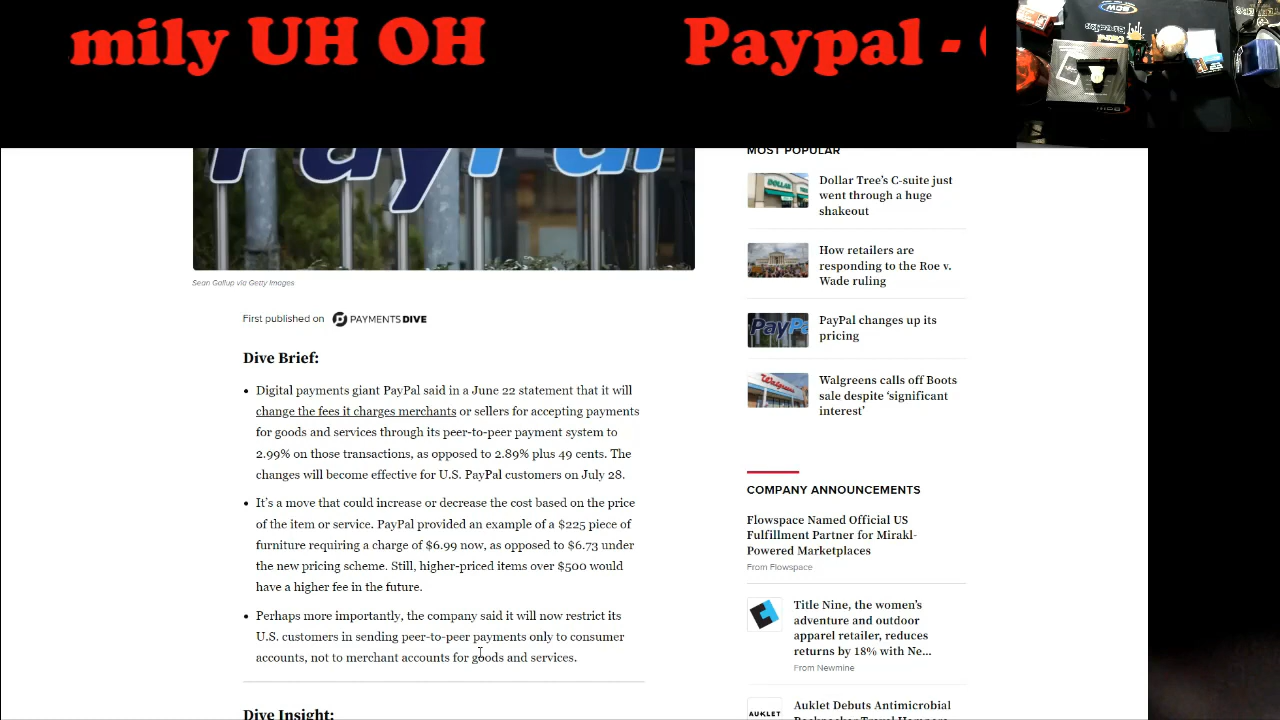 mily UH OH
Paypal -
PayPal
Sean Gallup via Getty Images
First published on PAYMENTS DIVE
Dive Brief:
• Digital payments giant PayPal said in a June 22 statement that it will
change the fees it charges merchants or sellers for accepting payments
for goods and services through its peer-to-peer payment system to
2.99% on those transactions, as opposed to 2.89% plus 49 cents. The
changes will become effective for U.S. PayPal customers on July 28.
• It's a move that could increase or decrease the cost based on the price
of the item or service. PayPal provided an example of a $225 piece of
furniture requiring a charge of $6.99 now, as opposed to $6.73 under
the new pricing scheme. Still, higher-priced items over $500 would
have a higher fee in the future.
• Perhaps more importantly, the company said it will now restrict its
U.S. customers in sending peer-to-peer payments only to consumer
accounts, not to merchant accounts for goods and services.
Dive Insight:
MOST POPULAR
DOLLAR TREE
Dollar Tree's C-suite just
went through a huge
shakeout
How retailers are
responding to the Roe v.
Wade ruling
PayPa
PayPal changes up its
pricing
Walgreens
Walgreens calls off Boots
sale despite 'significant
interest'
COMPANY ANNOUNCEMENTS
Flowspace Named Official US
Fulfillment Partner for Mirakl-
Powered Marketplaces
From Flowspace
Title Nine, the women's
adventure and outdoor
apparel retailer, reduces
returns by 18% with Ne...
From Newmine
AUKLET
Auklet Debuts Antimicrobial